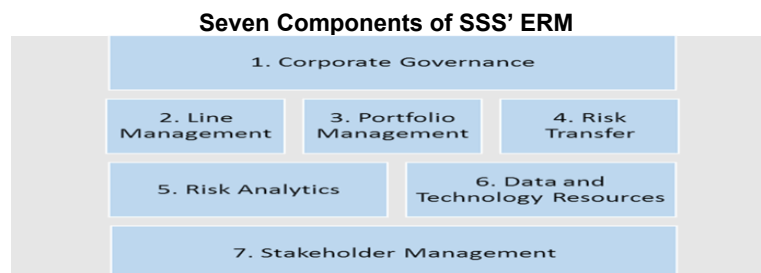 Seven Components of SSS’ ERM
1. Corporate Governance
2. Line
Management
3. Portfolio
Management
4. Risk
Transfer
5. Risk Analytics
6. Data and
Technology Resources
7. Stakeholder Management